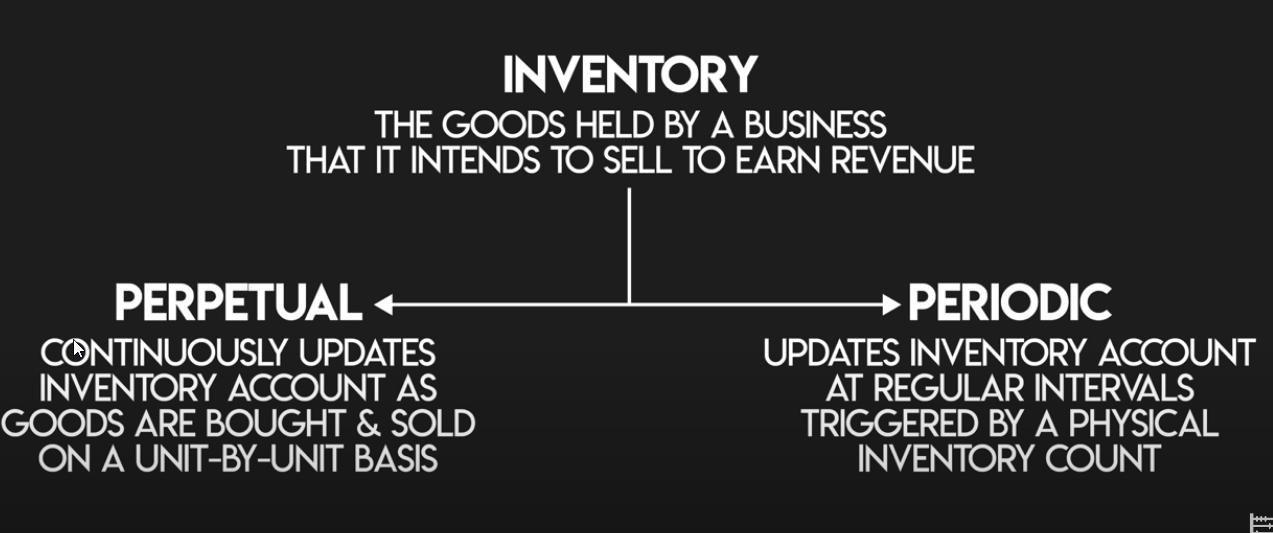 INVENTORY
THE GOODS HELD BY A BUSINESS
THAT IT INTENDS TO SELL TO EARN REVENUE
PERPETUAL
CONTINUOUSLY UPDATES
INVENTORY ACCOUNT AS
GOODS ARE BOUGHT & SOLD
ON A UNIT-BY-UNIT BASIS
PERIODIC
UPDATES INVENTORY ACCOUNT
AT REGULAR INTERVALS
TRIGGERED BY A PHYSICAL
INVENTORY COUNT